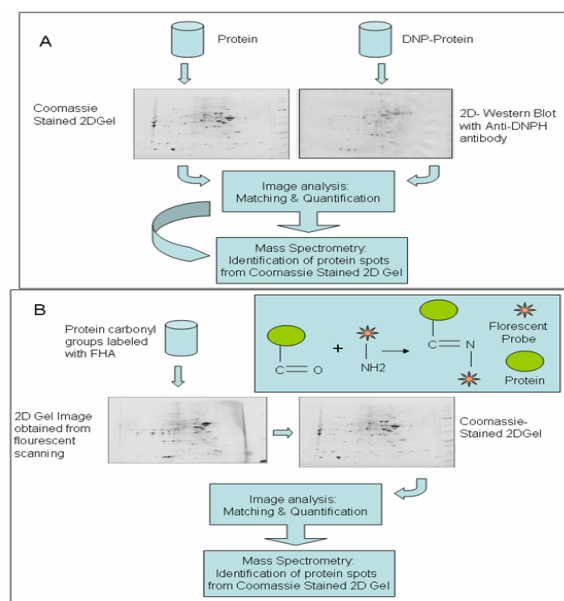 A
Protein
DNP-Protein
Coomassie
Stained 2DGel
2D- Western Blot
with Anti-DNPH
antibody
Image analysis:
Matching & Quantification
Mass Spectrometry:
Identification of protein spots
from Coomassie Stained 2D Gel
B
Protein carbonyl
groups labeled
with FHA
C
O
+
NH2
C
N
Florescent
Probe
Protein
2D Gel Image
obtained from
flourescent
scanning
Coomassie-
Stained 2DGel
Image analysis:
Matching & Quantification
Mass Spectrometry:
Identification of protein spots
from Coomassie Stained 2D Gel